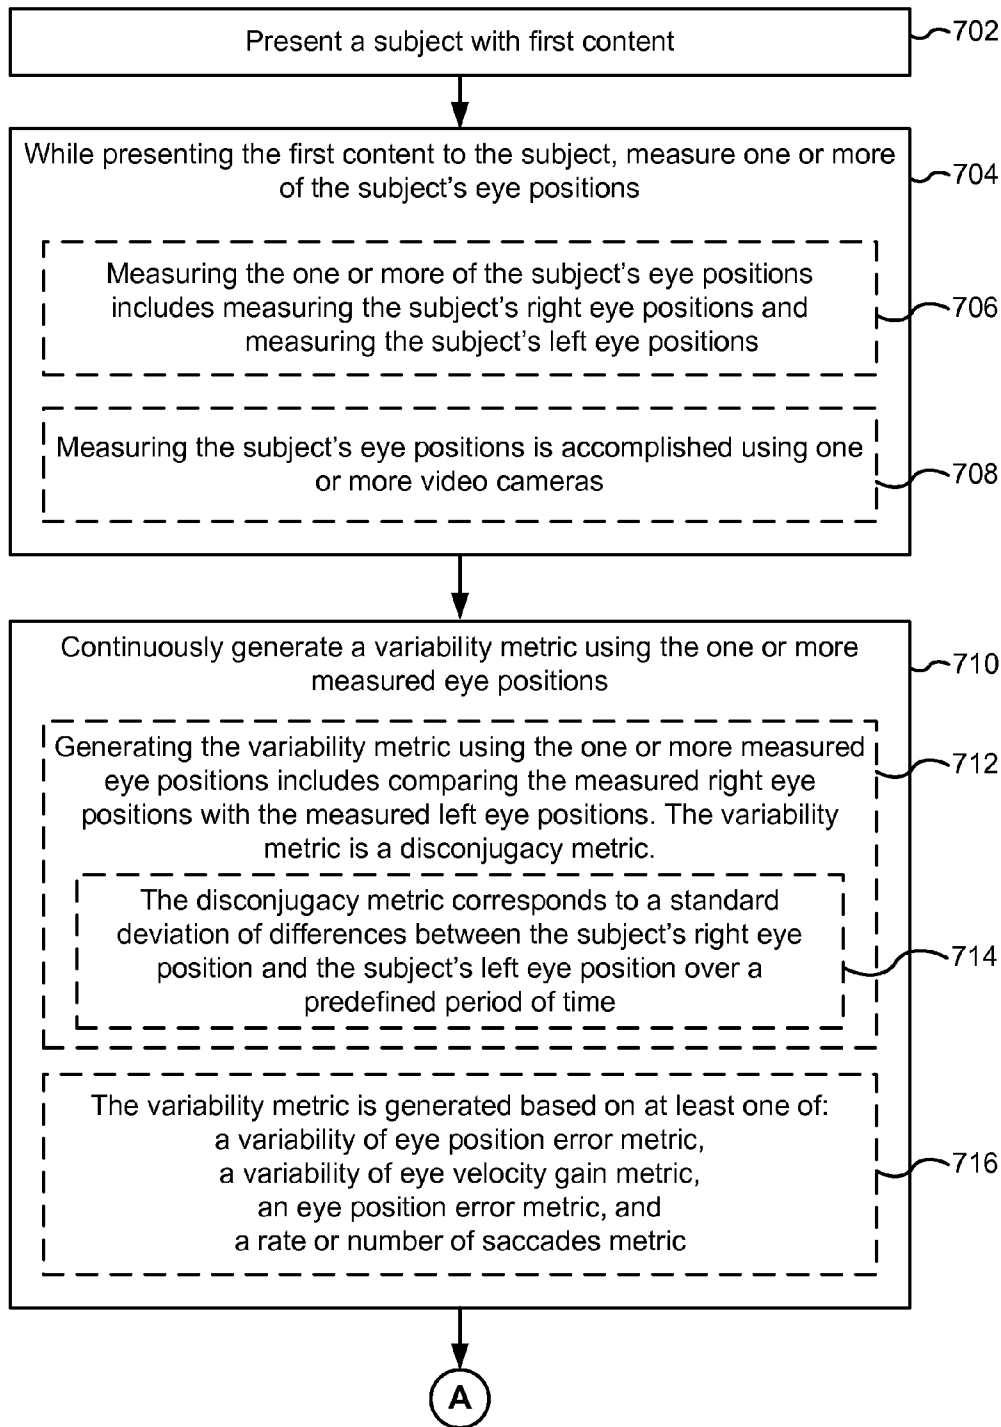 Present a subject with first content
702
While presenting the first content to the subject, measure one or more
of the subject's eye positions
704
Measuring the one or more of the subject's eye positions
includes measuring the subject's right eye positions and
measuring the subject's left eye positions
706
Measuring the subject's eye positions is accomplished using one
or more video cameras
708
Continuously generate a variability metric using the one or more
measured eye positions
710
Generating the variability metric using the one or more measured
eye positions includes comparing the measured right eye
positions with the measured left eye positions. The variability
metric is a disconjugacy metric.
712
The disconjugacy metric corresponds to a standard
deviation of differences between the subject's right eye
position and the subject's left eye position over a
predefined period of time
714
The variability metric is generated based on at least one of:
a variability of eye position error metric,
a variability of eye velocity gain metric,
an eye position error metric, and
a rate or number of saccades metric
716
A